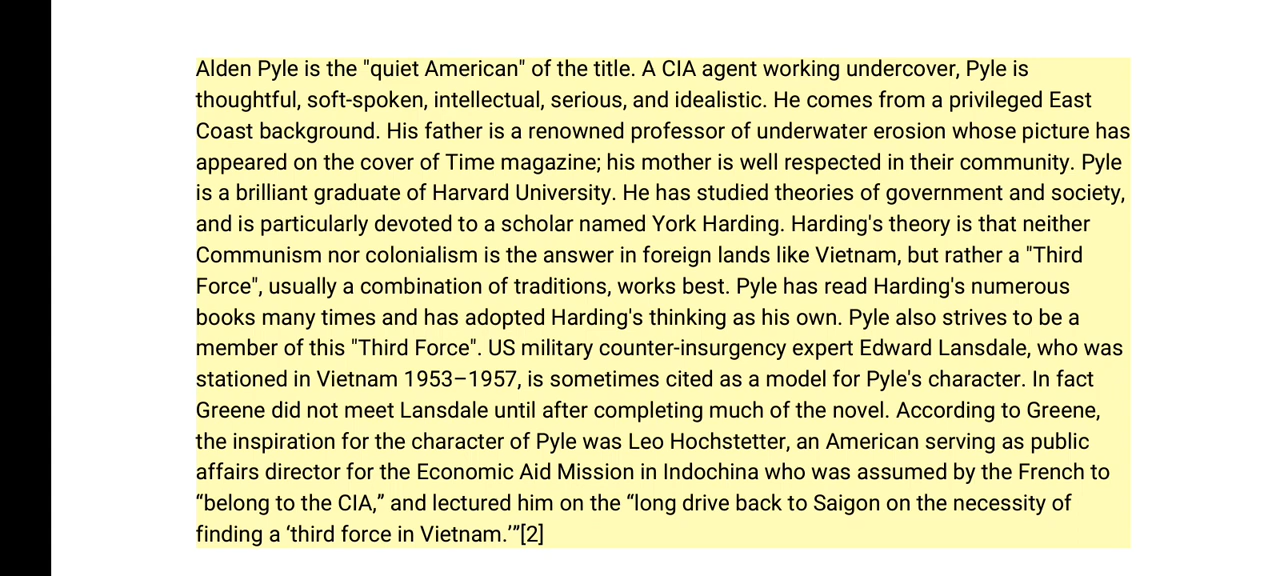 Alden Pyle is the "quiet American" of the title. A CIA agent working undercover, Pyle is
thoughtful, soft-spoken, intellectual, serious, and idealistic. He comes from a privileged East
Coast background. His father is a renowned professor of underwater erosion whose picture has
appeared on the cover of Time magazine; his mother is well respected in their community. Pyle
is a brilliant graduate of Harvard University. He has studied theories of government and society,
and is particularly devoted to a scholar named York Harding. Harding's theory is that neither
Communism nor colonialism is the answer in foreign lands like Vietnam, but rather a "Third
Force", usually a combination of traditions, works best. Pyle has read Harding's numerous
books many times and has adopted Harding's thinking as his own. Pyle also strives to be a
member of this "Third Force". US military counter-insurgency expert Edward Lansdale, who was
stationed in Vietnam 1953–1957, is sometimes cited as a model for Pyle's character. In fact
Greene did not meet Lansdale until after completing much of the novel. According to Greene,
the inspiration for the character of Pyle was Leo Hochstetter, an American serving as public
affairs director for the Economic Aid Mission in Indochina who was assumed by the French to
“belong to the CIA,” and lectured him on the “long drive back to Saigon on the necessity of
finding a ‘third force in Vietnam.’”[2]